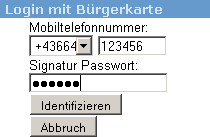 Login mit Bürgerkarte
Mobiltelefonnummer:
+43664 123456
Signatur Passwort:
●●●●●●
Identifizieren
Abbruch